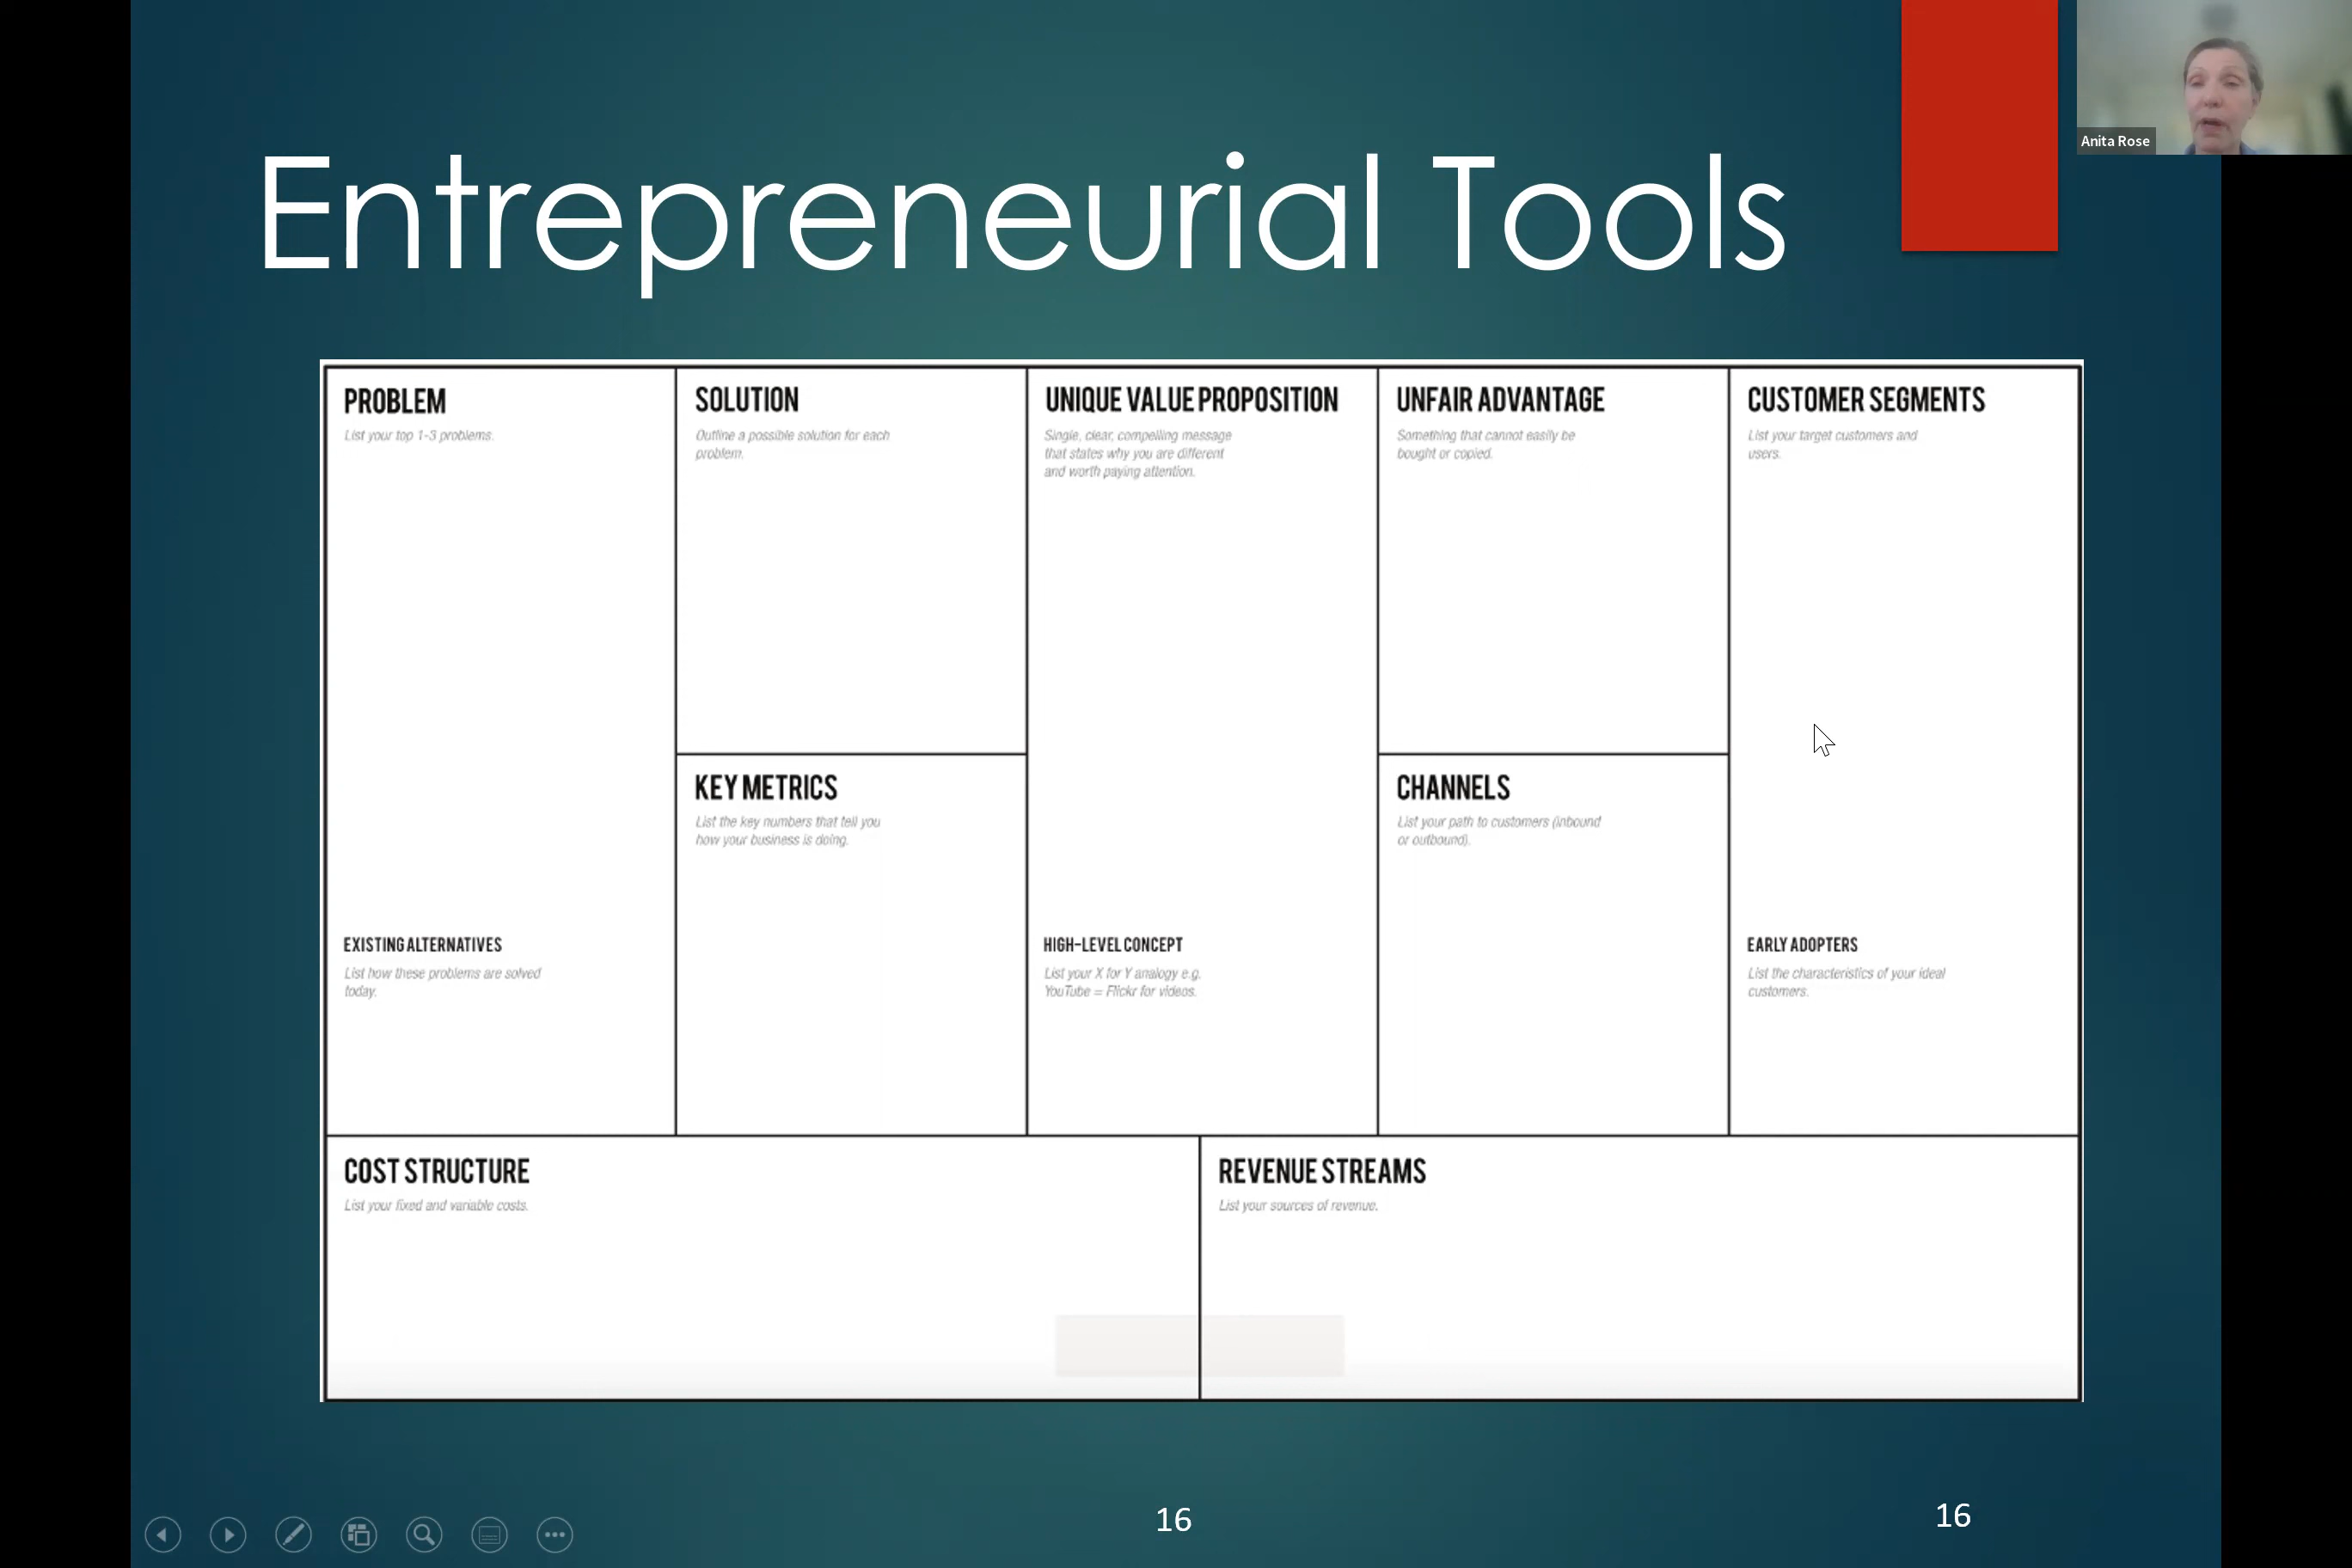 Anita Rose
Entrepreneurial Tools
PROBLEM
List your top 1-3 problems.
EXISTING ALTERNATIVES
List how these problems are solved
today.
SOLUTION
Outline a possible solution for each
problem.
KEY METRICS
List the key numbers that tell you
how your business is doing.
UNIQUE VALUE PROPOSITION
Single, clear, compelling message
that states why you are different
and worth paying attention.
HIGH-LEVEL CONCEPT
List your X for Y analogy e.g.
YouTube = Flickr for videos.
UNFAIR ADVANTAGE
Something that cannot easily be
bought or copied.
CHANNELS
List your path to customers (inbound
or outbound).
CUSTOMER SEGMENTS
List your target customers and
users.
EARLY ADOPTERS
List the characteristics of your ideal
customers.
COST STRUCTURE
List your fixed and variable costs.
REVENUE STREAMS
List your sources of revenue.
16
16